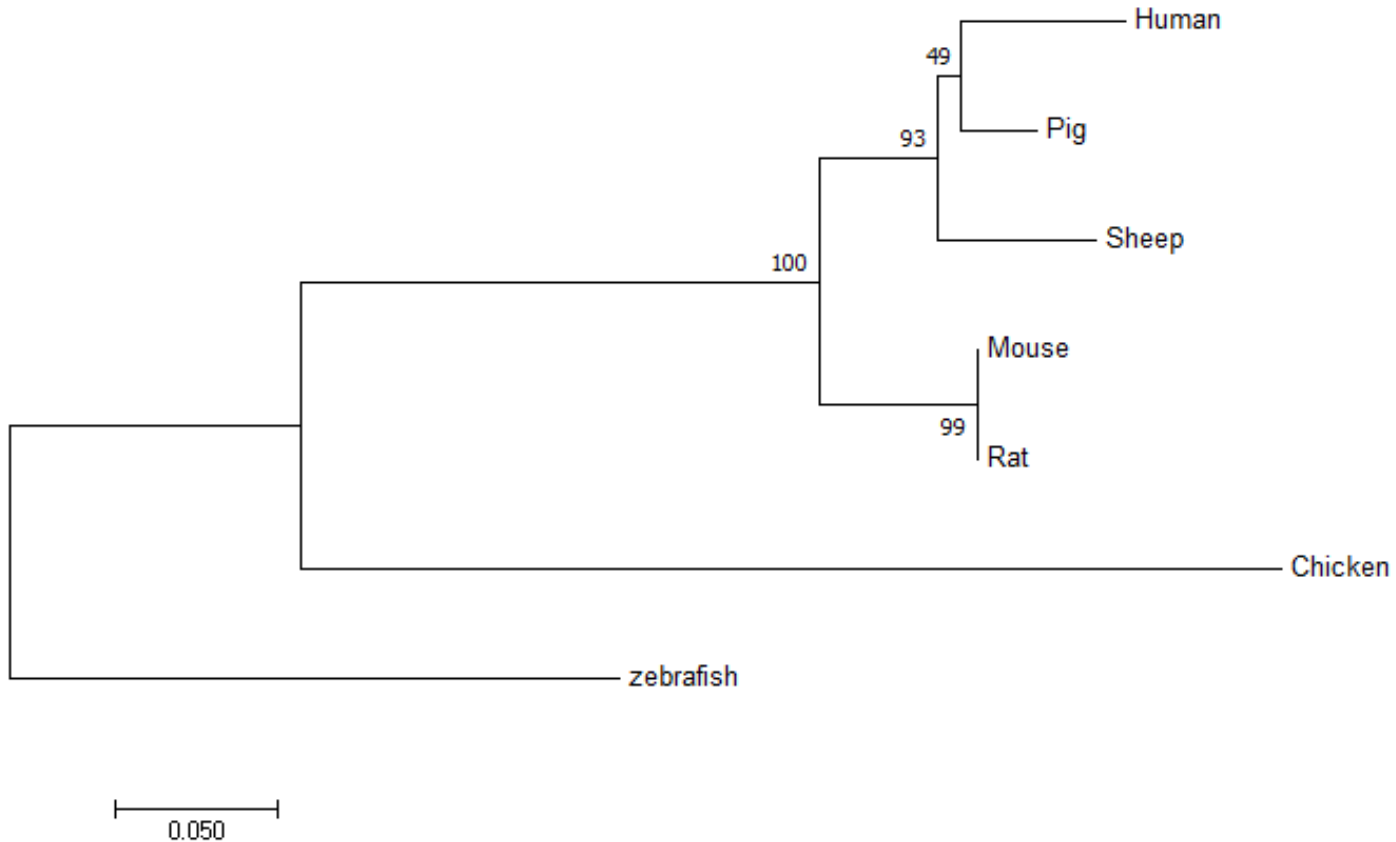 Human
49
Pig
93
Sheep
100
Mouse
99
Rat
Chicken
zebrafish
0.050